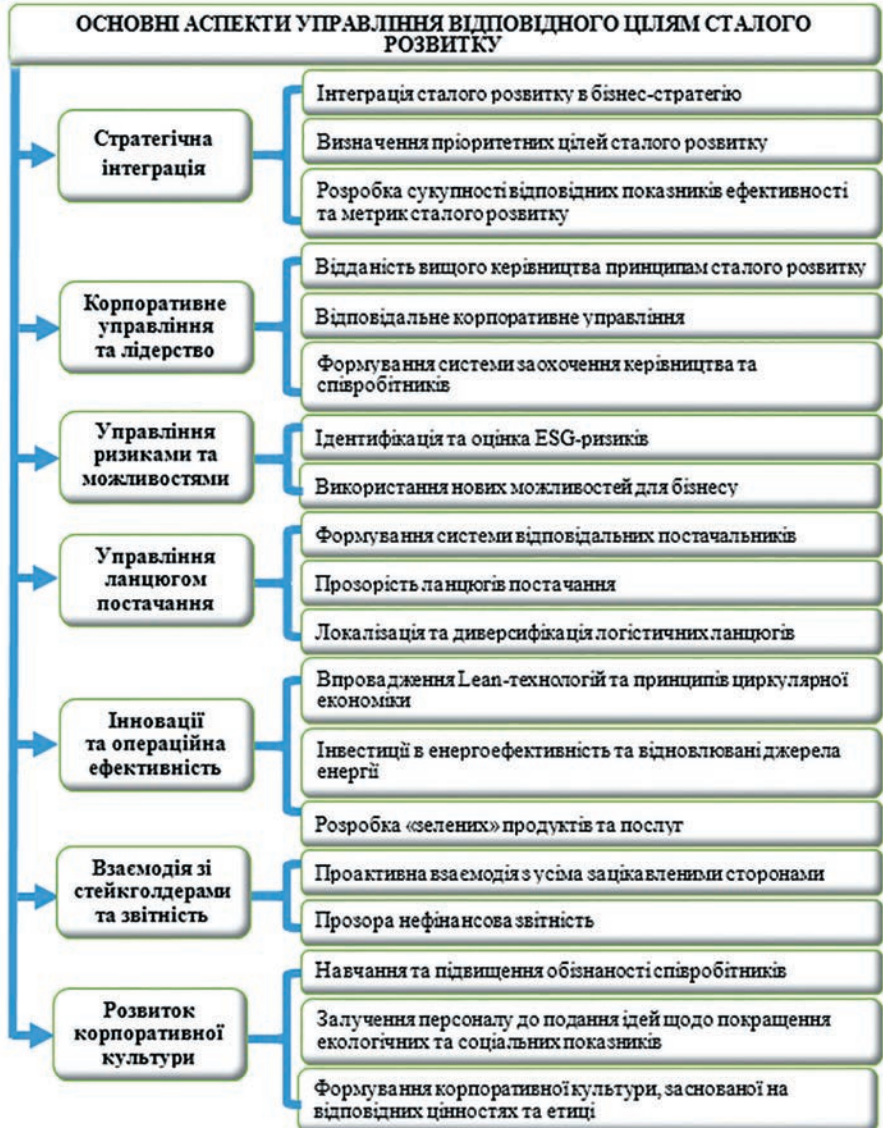 ОСНОВНІ АСПЕКТИ УПРАВЛІННЯ ВІДПОВІДНОГО ЦІЛЯМ СТАЛОГО
РОЗВИТКУ
Стратегічна
інтеграція
Інтеграція сталого розвитку в бізнес-стратегію
Визначення пріоритетних цілей сталого розвитку
Розробка сукупності відповідних показників ефективності
та метрик сталого розвитку
Корпоративне
управління
та лідерство
Відданість вищого керівництва принципам сталого розвитку
Відповідальне корпоративне управління
Формування системи заохочення керівництва та
співробітників
Управління
ризиками та
можливостями
Ідентифікація та оцінка ESG-ризиків
Використання нових можливостей для бізнесу
Управління
ланцюгом
постачання
Формування системи відповідальних постачальників
Прозорість ланцюгів постачання
Локалізація та диверсифікація логістичних ланцюгів
Інновації
та операційна
ефективність
Впровадження Lean-технологій та принципів циркулярної
економіки
Інвестиції в енергоефективність та відновлювані джерела
енергії
Розробка «зелених» продуктів та послуг
Взаємодія зі
стейкголдерами
та звітність
Проактивна взаємодія з усіма зацікавленими сторонами
Прозора нефінансова звітність
Розвиток
корпоративної
культури
Навчання та підвищення обізнаності співробітників
Залучення персоналу до подання ідей щодо покращення
екологічних та соціальних показників
Формування корпоративної культури, заснованої на
відповідних цінностях та етиці